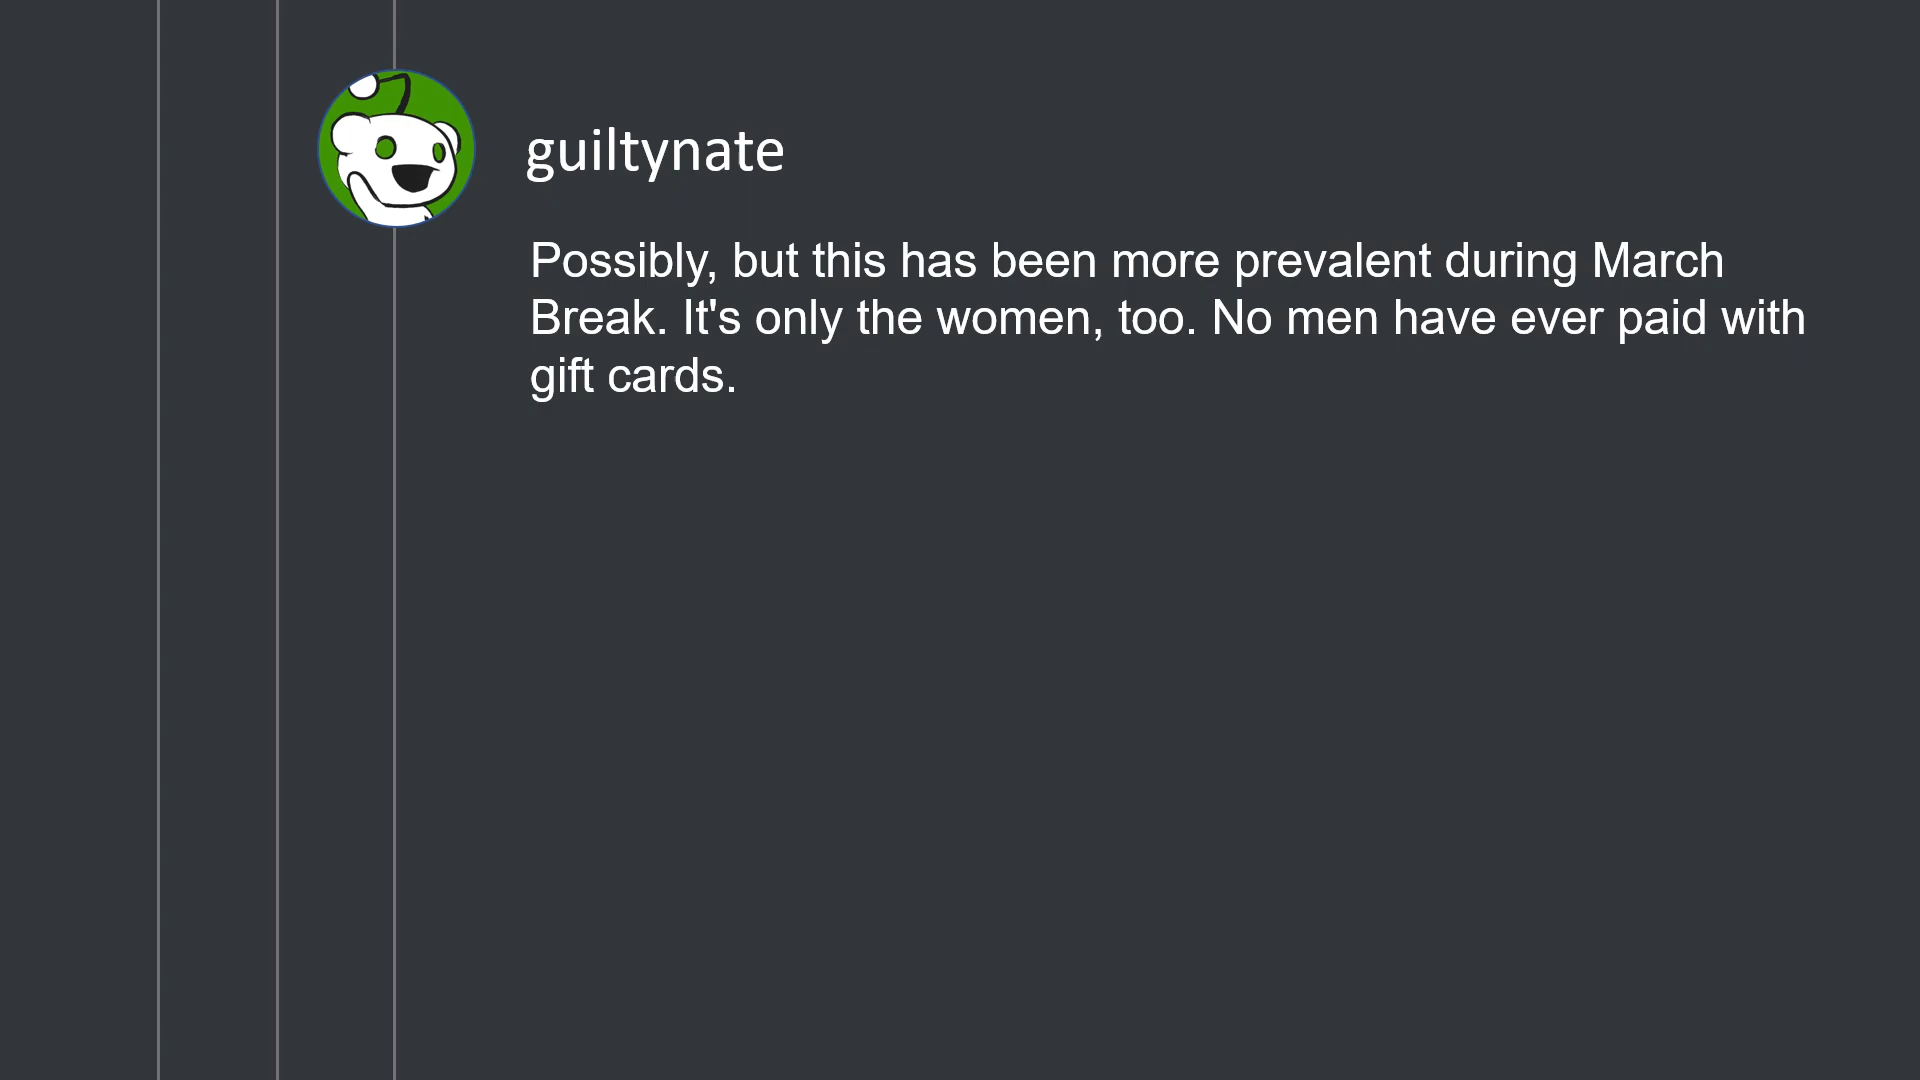 guiltynate
Possibly, but this has been more prevalent during March
Break. It's only the women, too. No men have ever paid with
gift cards.